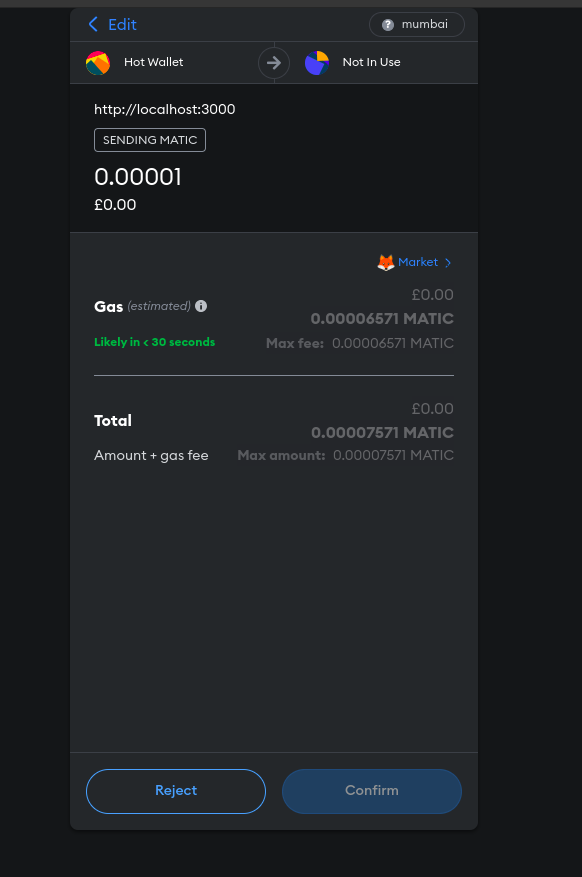 Edit
mumbai
Hot Wallet
Not In Use
http://localhost:3000
SENDING MATIC
0.00001
£0.00
Market
£0.00
Gas (estimated)
0.00006571 MATIC
Likely in < 30 seconds
Max fee: 0.00006571 MATIC
£0.00
Total
0.00007571 MATIC
Amount + gas fee
Max amount: 0.00007571 MATIC
Reject
Confirm